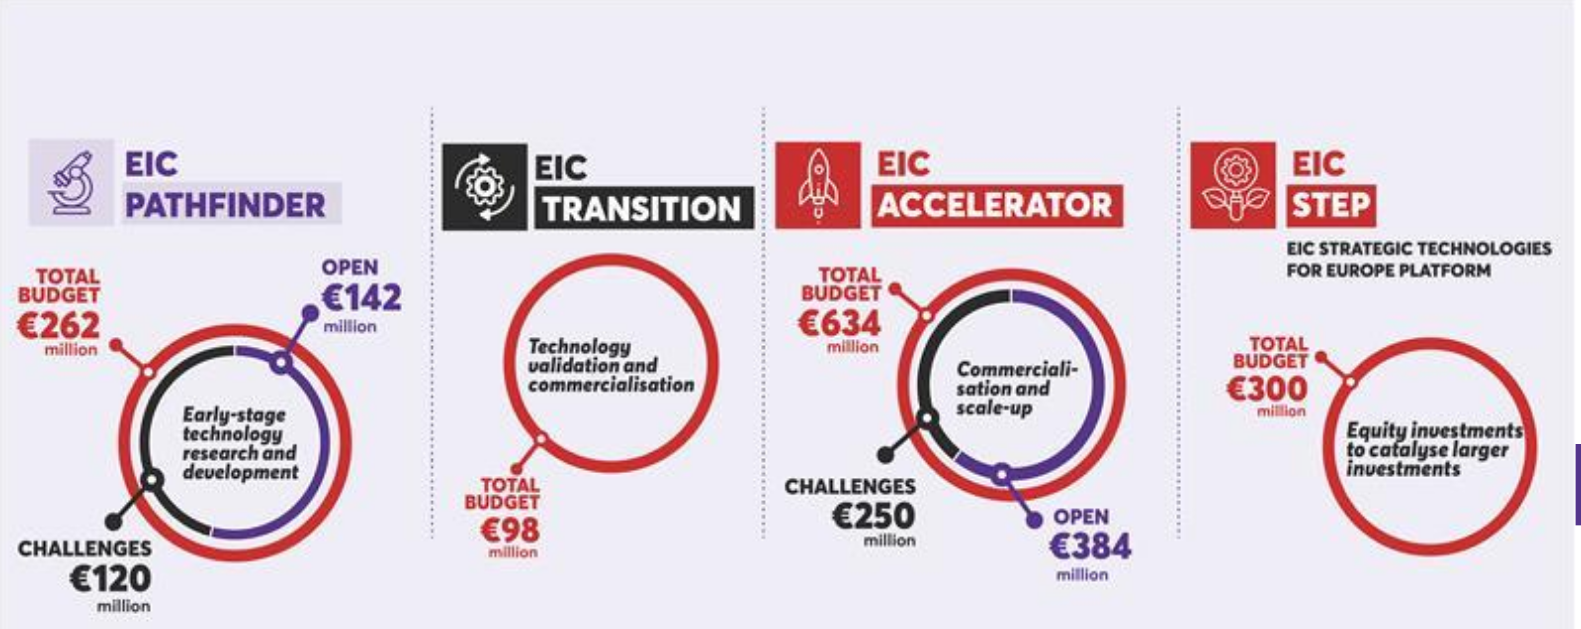 EIC
PATHFINDER
TOTAL
BUDGET
€262
million
OPEN
€142
million
Early-stage
technology
research and
development
CHALLENGES
€120
million
EIC
TRANSITION
Technology
validation and
commercialisation
TOTAL
BUDGET
€98
million
EIC
ACCELERATOR
TOTAL
BUDGET
€634
million
Commerciali-
sation and
scale-up
CHALLENGES
€250
million
OPEN
€384
million
EIC
STEP
EIC STRATEGIC TECHNOLOGIES
FOR EUROPE PLATFORM
TOTAL
BUDGET
€300
million
Equity investments
to catalyse larger
investments